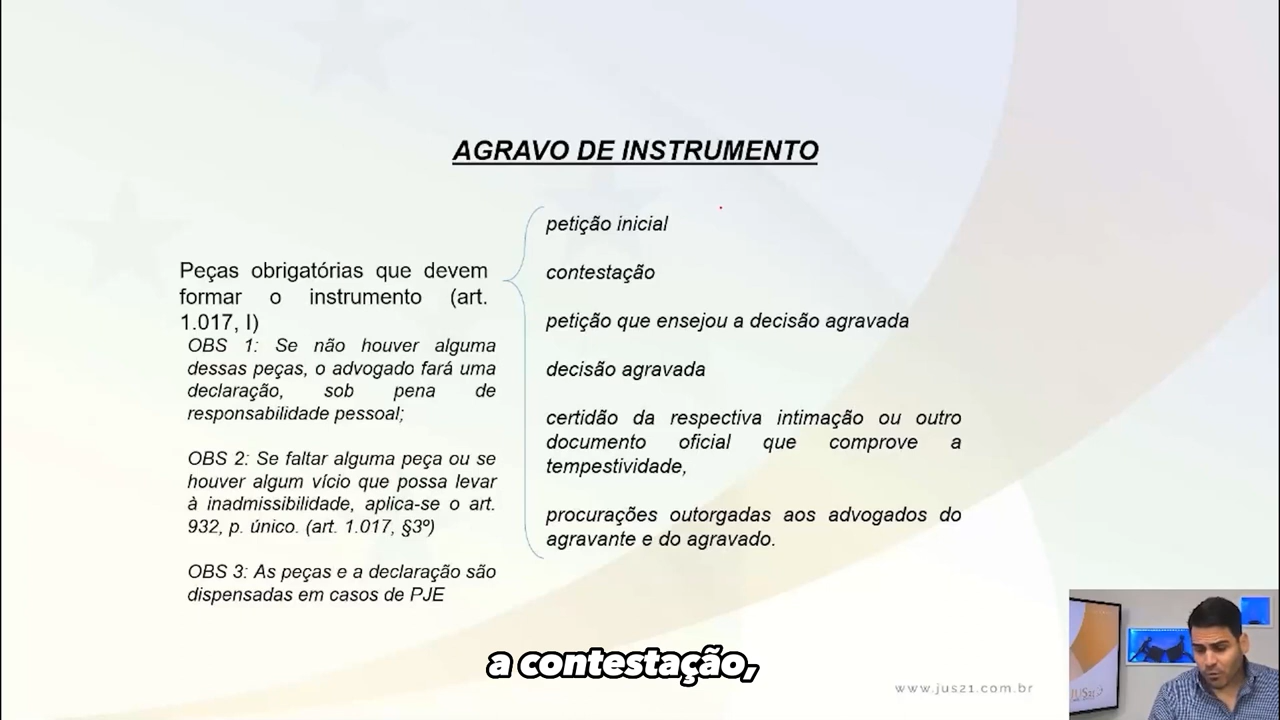 AGRAVO DE INSTRUMENTO
Peças obrigatórias que devem
formar o instrumento (art.
1.017, I)
OBS 1: Se não houver alguma
dessas peças, o advogado fará uma
declaração, sob pena de
responsabilidade pessoal;
OBS 2: Se faltar alguma peça ou se
houver algum vício que possa levar
à inadmissibilidade, aplica-se o art.
932, p. único. (art. 1.017, §3º)
OBS 3: As peças e a declaração são
dispensadas em casos de PJE
petição inicial
contestação
petição que ensejou a decisão agravada
decisão agravada
certidão da respectiva intimação ou outro
documento oficial que comprove a
tempestividade,
procurações outorgadas aos advogados do
agravante e do agravado.
a contestação,
www.jus21.com.br
JUS21